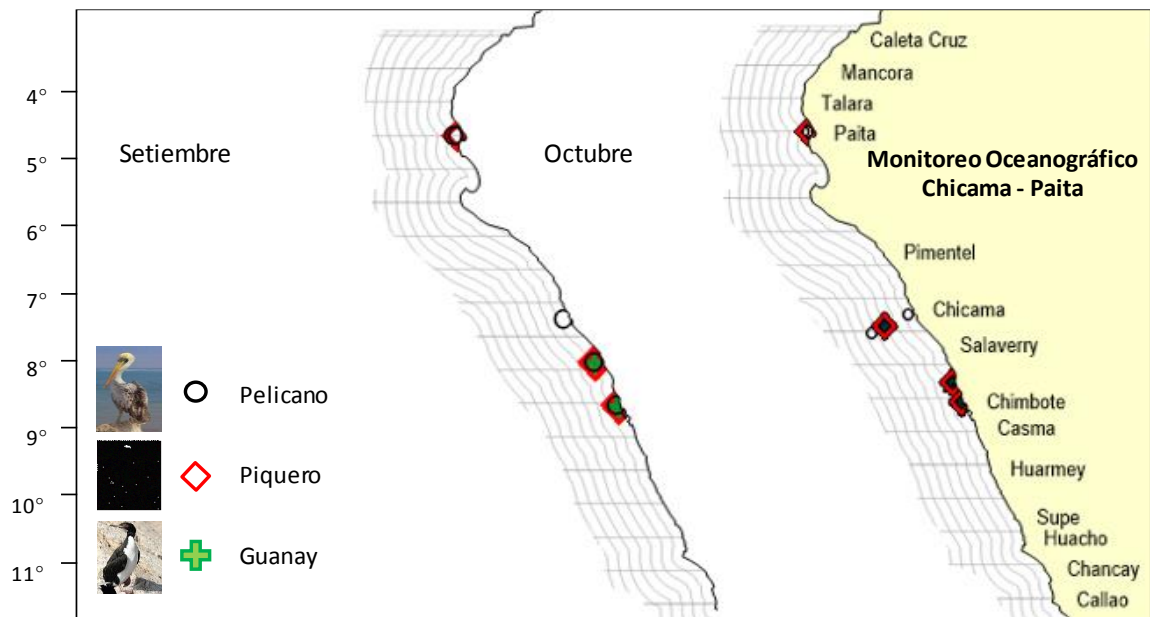 4°
5°
6°
7°
8°
9°
10°
11°
Setiembre
Octubre
Monitoreo Oceanográfico
Chicama - Paita
Pelicano
Piquero
Guanay
Caleta Cruz
Mancora
Talara
Paita
Pimentel
Chicama
Salaverry
Chimbote
Casma
Huarmey
Supe
Huacho
Chancay
Callao